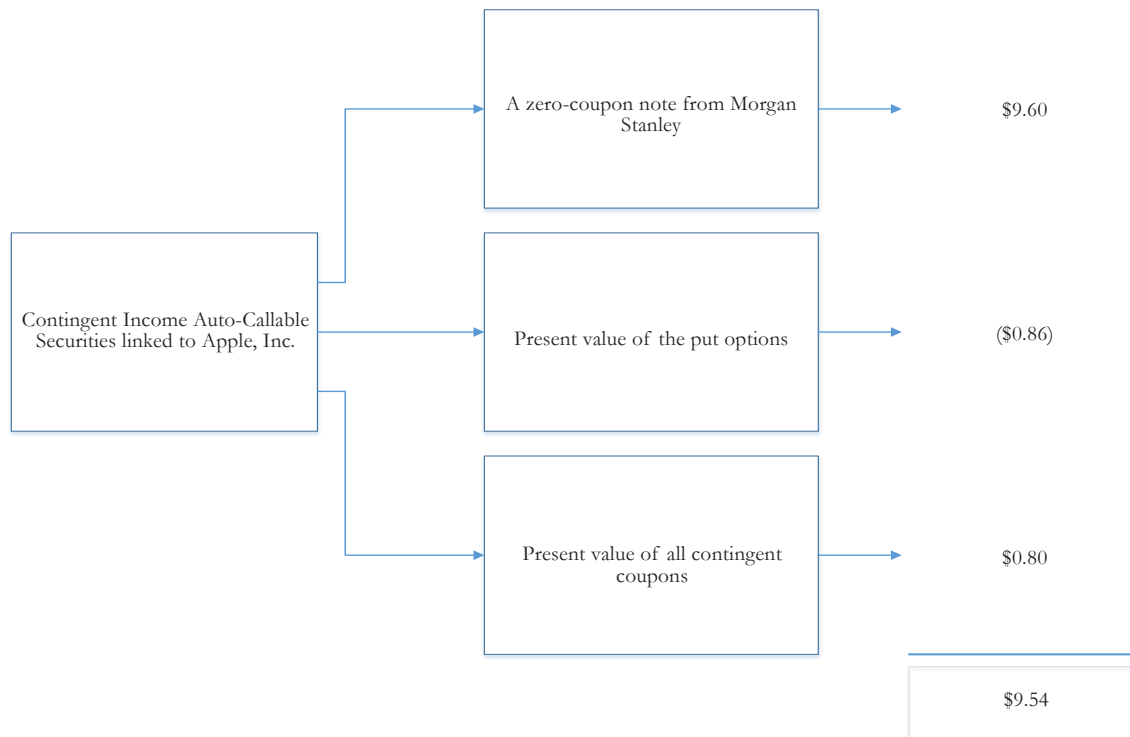 A zero-coupon note from Morgan
Stanley
$9.60
Contingent Income Auto-Callable
Securities linked to Apple, Inc.
Present value of the put options
($0.86)
Present value of all contingent
coupons
$0.80
$9.54